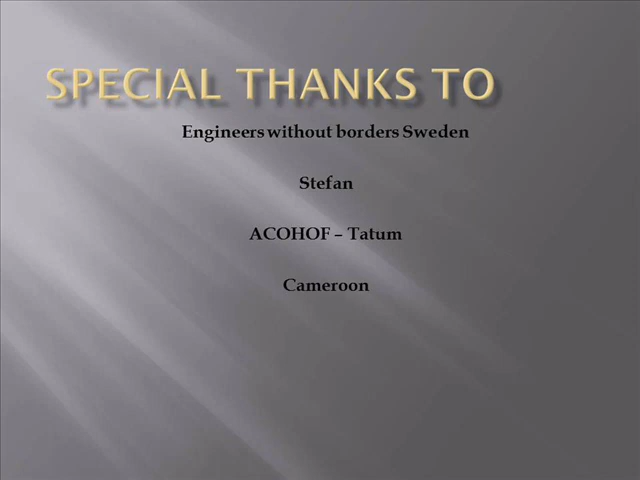 SPECIAL THANKS TO
Engineers without borders Sweden
Stefan
ACOHOF – Tatum
Cameroon